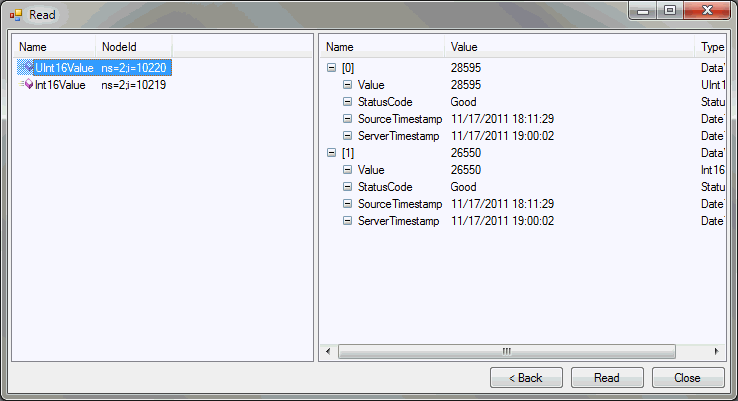 Read
Name NodeId
UInt16Value ns=2;i=10220
Int16Value ns=2;i=10219
Name Value Type
[0] 28595 Data
Value 28595 UInt1
StatusCode Good Statu
SourceTimestamp 11/17/2011 18:11:29 Date
ServerTimestamp 11/17/2011 19:00:02 Date
[1] 26550 Data
Value 26550 Int16
StatusCode Good Statu
SourceTimestamp 11/17/2011 18:11:29 Date
ServerTimestamp 11/17/2011 19:00:02 Date
< Back Read Close